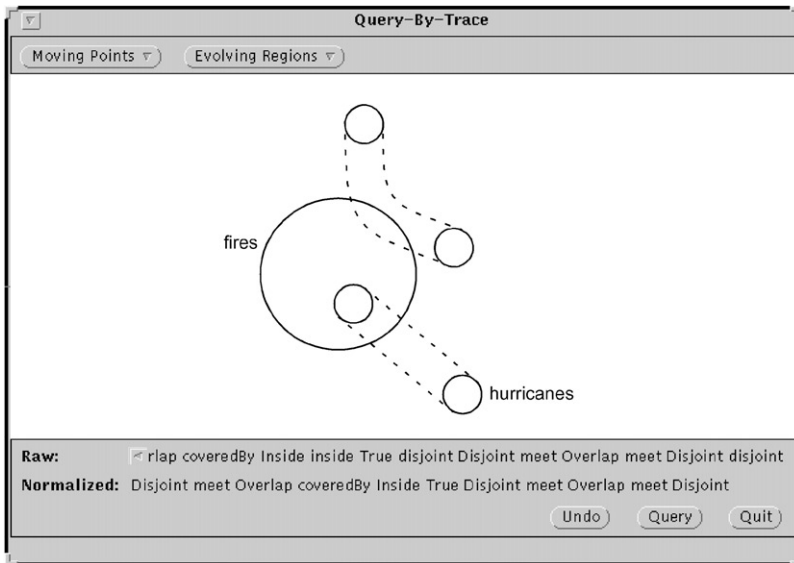 Query-By-Trace
Moving Points Evolving Regions
fires
hurricanes
Raw: rlap coveredBy Inside inside True disjoint Disjoint meet Overlap meet Disjoint disjoint
Normalized: Disjoint meet Overlap coveredBy Inside True Disjoint meet Overlap meet Disjoint
Undo Query Quit